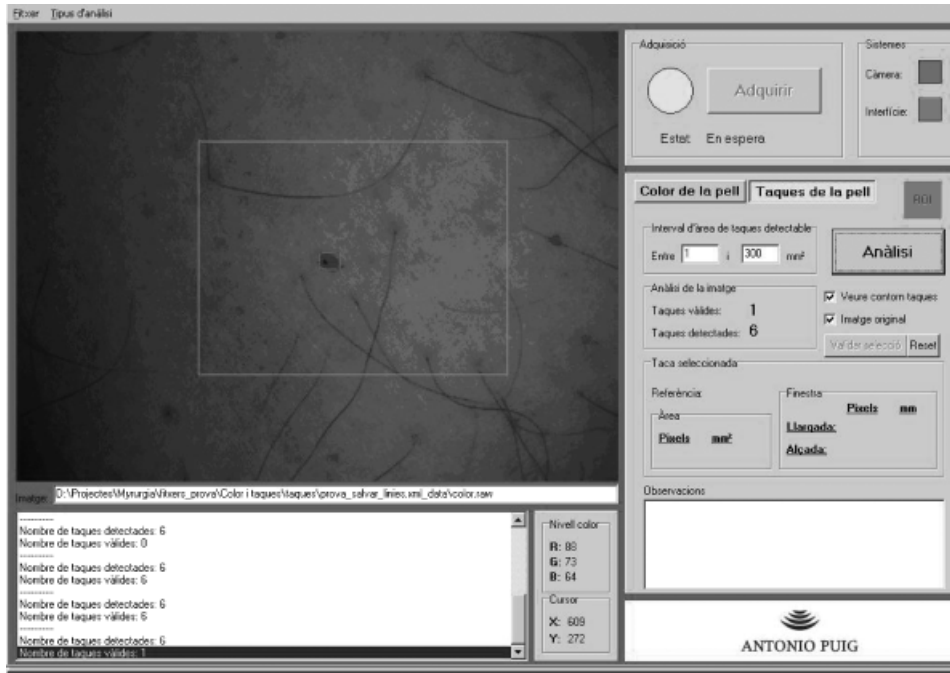 Fitxer Tipus d'anàlisi
Adquisició
Adquirir
Estat: En espera
Sistemes
Càmera:
Interfície:
Color de la pell Taques de la pell ROI
Interval d'àrea de taques detectable
Entre 1 i 300 mm²
Anàlisi
Anàlisi de la imatge
Taques vàlides: 1
Taques detectades: 6
Veure contorn taques
Imatge original
Validar selecció Reset
Taca seleccionada
Referència:
Àrea
Píxels mm²
Finestra
Píxels mm
Llargada:
Alçada:
Observacions
Imatge: D:\Projectes\Myrurgia\fitxers_prova\Color i taques\taques\prova_salvar_linies.xml_data\color.raw
----------
Nombre de taques detectades: 6
Nombre de taques vàlides: 0
----------
Nombre de taques detectades: 6
Nombre de taques vàlides: 6
----------
Nombre de taques detectades: 6
Nombre de taques vàlides: 6
----------
Nombre de taques detectades: 6
Nombre de taques vàlides: 1
Nivell color
R: 88
G: 73
B: 64
Cursor
X: 609
Y: 272
ANTONIO PUIG